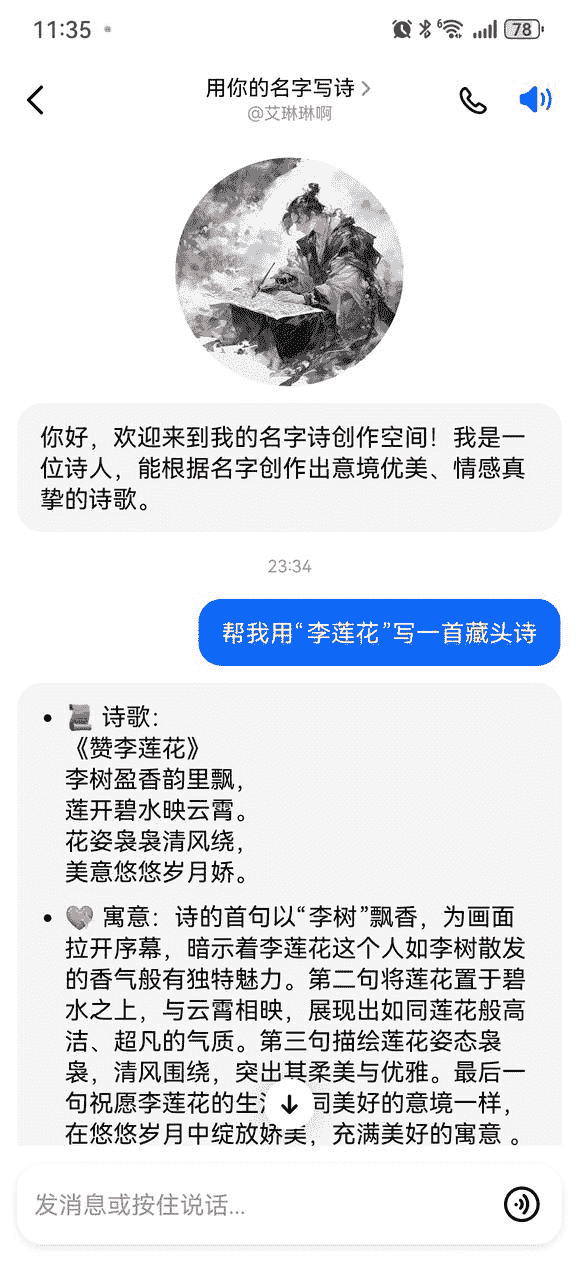 11:35
6
78
用你的名字写诗
@艾琳琳啊
你好，欢迎来到我的名字诗创作空间！我是一
位诗人，能根据名字创作出意境优美、情感真
挚的诗歌。
23:34
帮我用“李莲花”写一首藏头诗
诗歌：
《赞李莲花》
李树盈香韵里飘，
莲开碧水映云霄。
花姿袅袅清风绕，
美意悠悠岁月娇。
寓意：诗的首句以“李树”飘香，为画面
拉开序幕，暗示着李莲花这个人如李树散发
的香气般有独特魅力。第二句将莲花置于碧
水之上，与云霄相映，展现出如同莲花般高
洁、超凡的气质。第三句描绘莲花姿态袅
袅，清风围绕，突出其柔美与优雅。最后一
句祝愿李莲花的生 同美好的意境一样，
在悠悠岁月中绽放娇美，充满美好的寓意 。
发消息或按住说话...